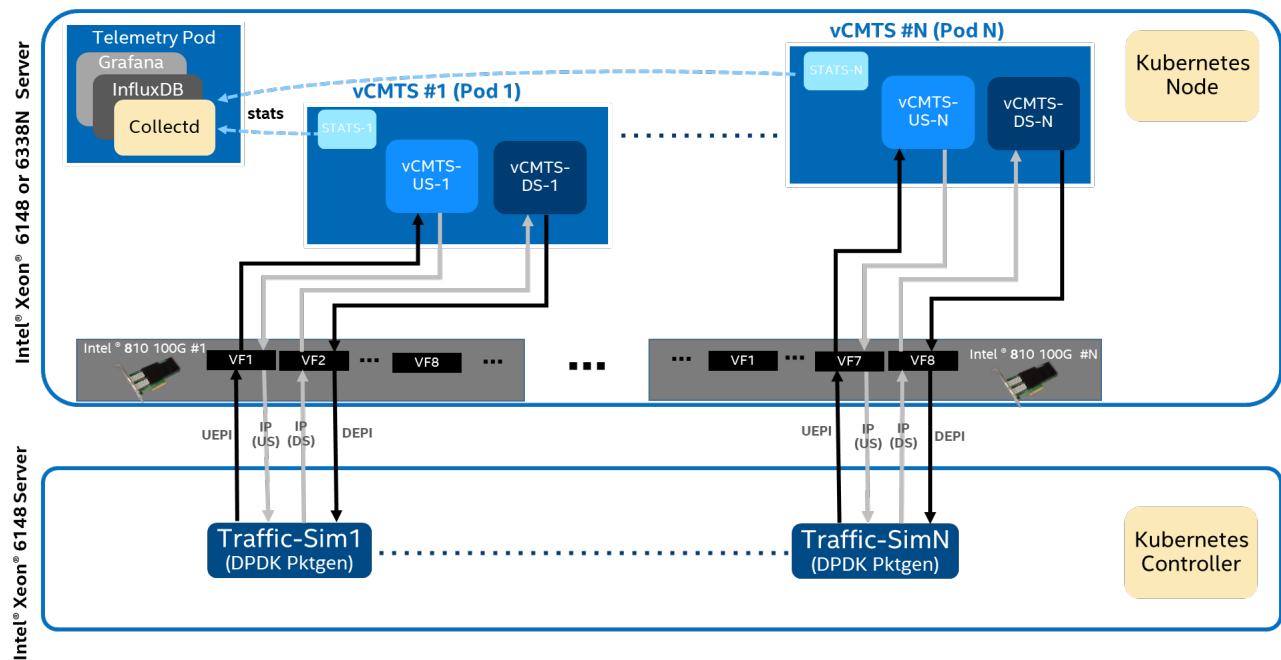 Intel® Xeon® 6148 or 6338N Server
Telemetry Pod
Grafana
InfluxDB
Collectd
stats
vCMTS #1 (Pod 1)
STATS-1
vCMTS-
US-1
vCMTS-
DS-1
vCMTS #N (Pod N)
STATS-N
vCMTS-
US-N
vCMTS-
DS-N
Kubernetes
Node
Intel® 810 100G #1
VF1
VF2
VF8
VF1
VF7
VF8
Intel® 810 100G #N
UEPI
IP
(US)
IP
(DS)
DEPI
UEPI
IP
(US)
IP
(DS)
DEPI
Intel® Xeon® 6148 Server
Traffic-Sim1
(DPDK Pktgen)
Traffic-SimN
(DPDK Pktgen)
Kubernetes
Controller